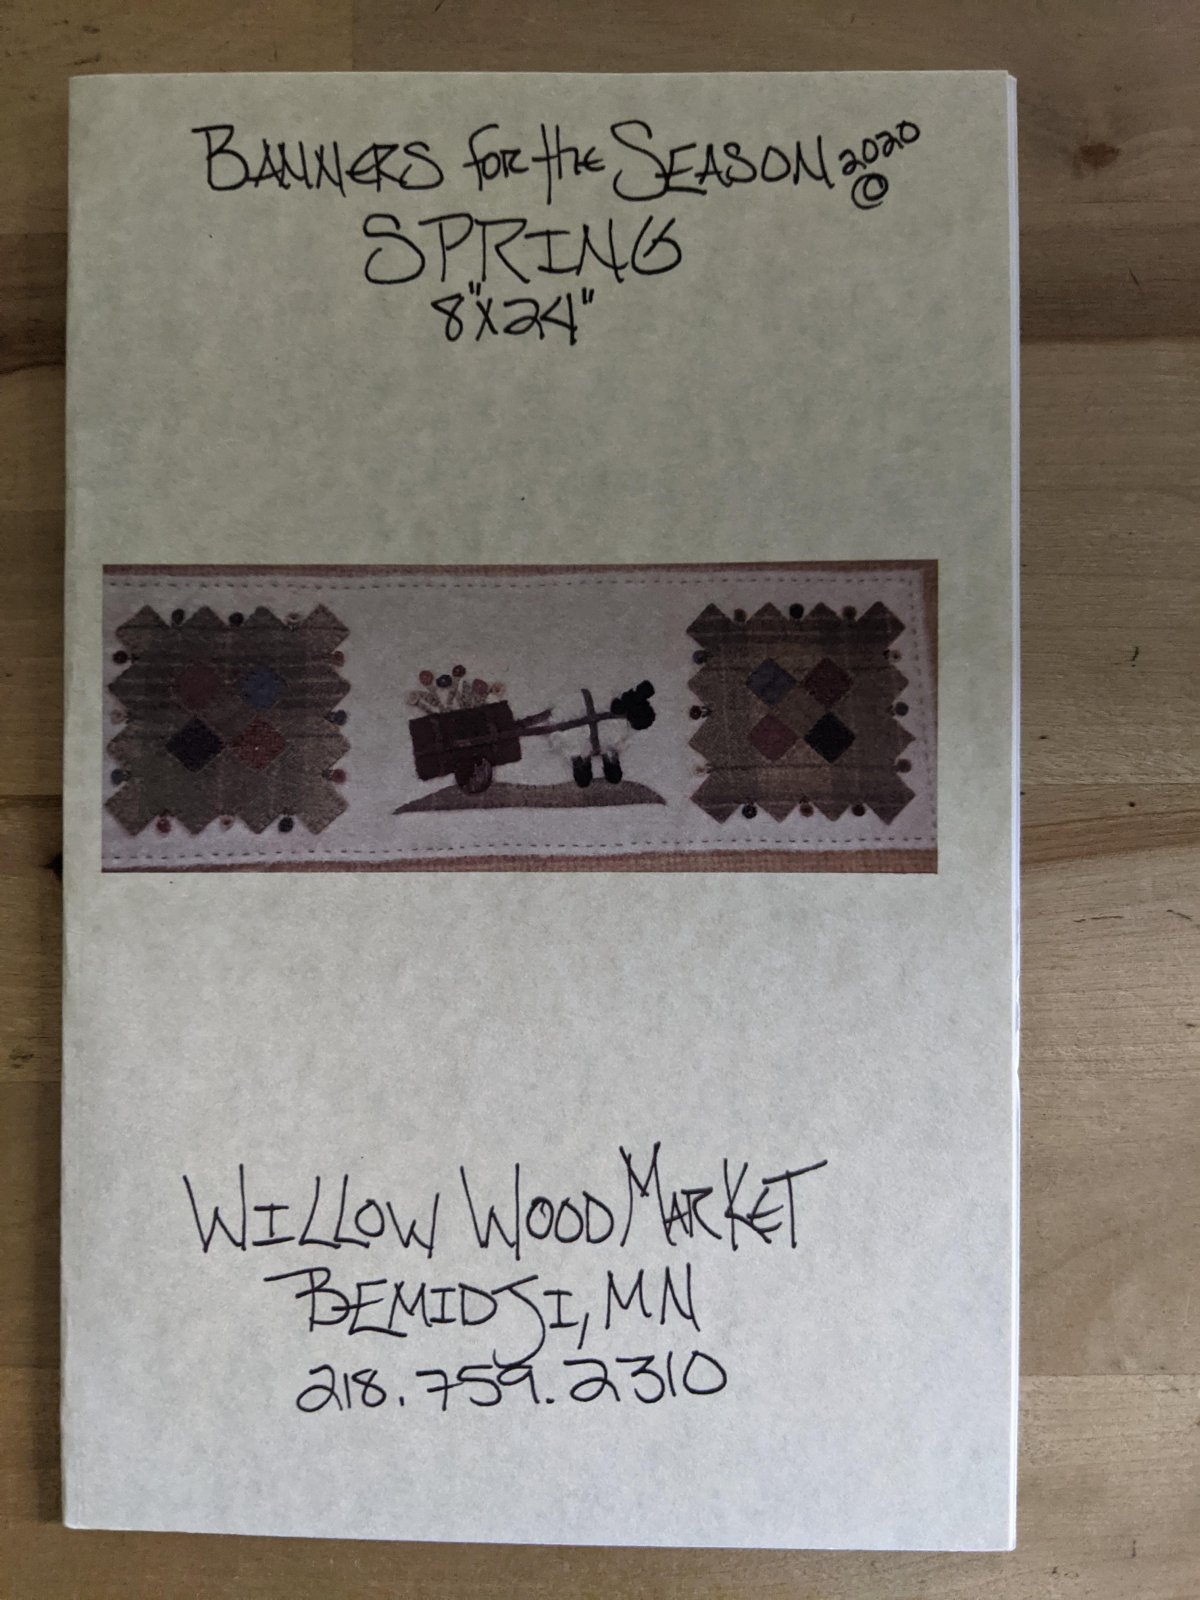 BANNERS for the SEASON 2020 ©
SPRING
8"x24"
WILLOW WOOD MARKET
BEMIDJI, MN
218.759.2310